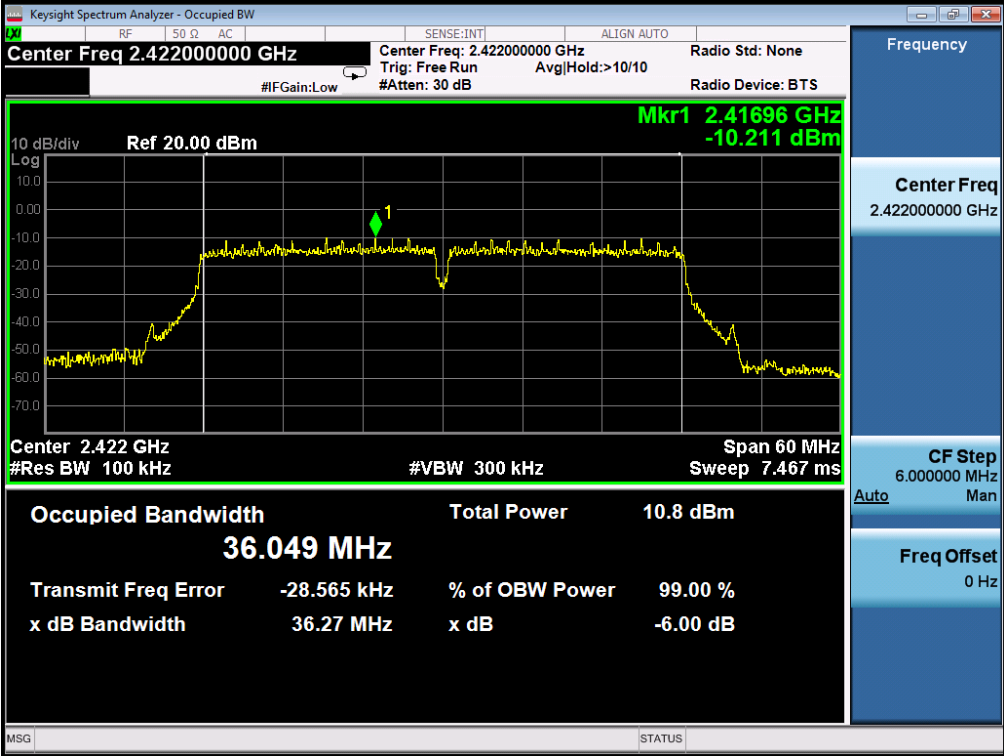 Keysight Spectrum Analyzer - Occupied BW
LXI RF 50 Ω AC SENSE:INT ALIGN AUTO
Center Freq 2.422000000 GHz
Center Freq: 2.422000000 GHz
Radio Std: None
Trig: Free Run Avg|Hold:>10/10
#IFGain:Low #Atten: 30 dB Radio Device: BTS
Frequency
Mkr1 2.41696 GHz
-10.211 dBm
10 dB/div Ref 20.00 dBm
Log
10.0
0.00
-10.0
-20.0
-30.0
-40.0
-50.0
-60.0
-70.0
1
Center 2.422 GHz Span 60 MHz
#Res BW 100 kHz #VBW 300 kHz Sweep 7.467 ms
Center Freq
2.422000000 GHz
CF Step
6.000000 MHz
Auto Man
Freq Offset
0 Hz
Occupied Bandwidth Total Power 10.8 dBm
36.049 MHz
Transmit Freq Error -28.565 kHz % of OBW Power 99.00 %
x dB Bandwidth 36.27 MHz x dB -6.00 dB
MSG STATUS